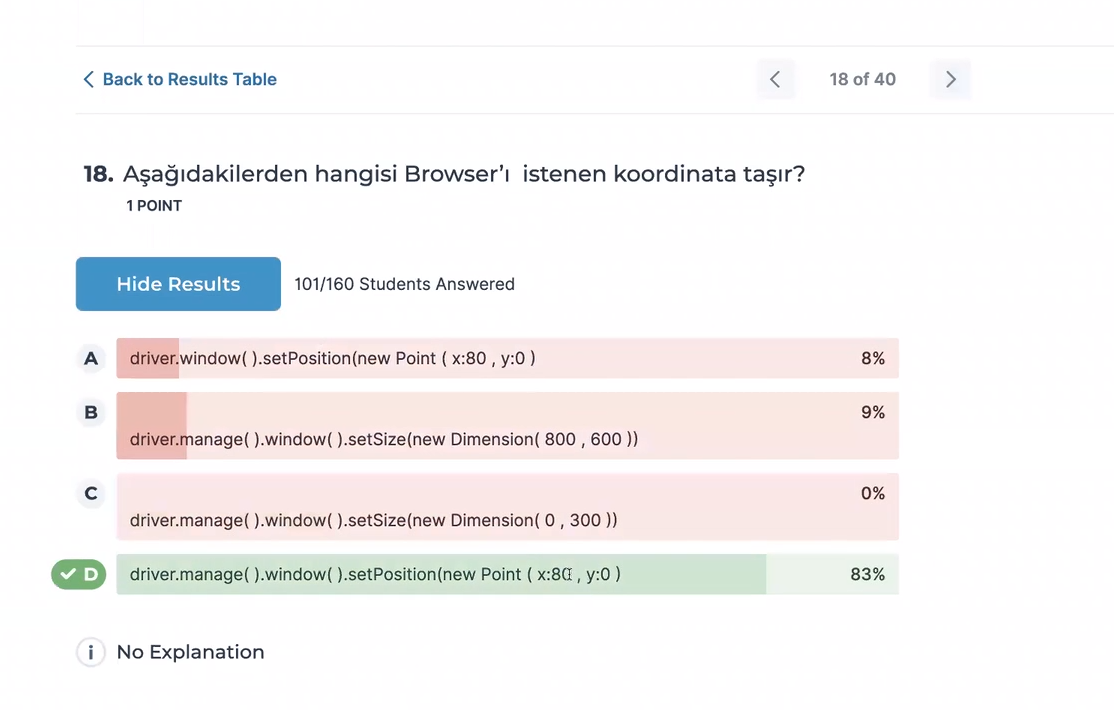 Back to Results Table
18 of 40
18. Aşağıdakilerden hangisi Browser'ı istenen koordinata taşır?
1 POINT
Hide Results 101/160 Students Answered
A driver.window( ).setPosition(new Point ( x:80 , y:0 ) 8%
B 9%
driver.manage( ).window( ).setSize(new Dimension( 800 , 600 ))
C 0%
driver.manage( ).window( ).setSize(new Dimension( 0 , 300 ))
D driver.manage( ).window( ).setPosition(new Point ( x:80 , y:0 ) 83%
i No Explanation